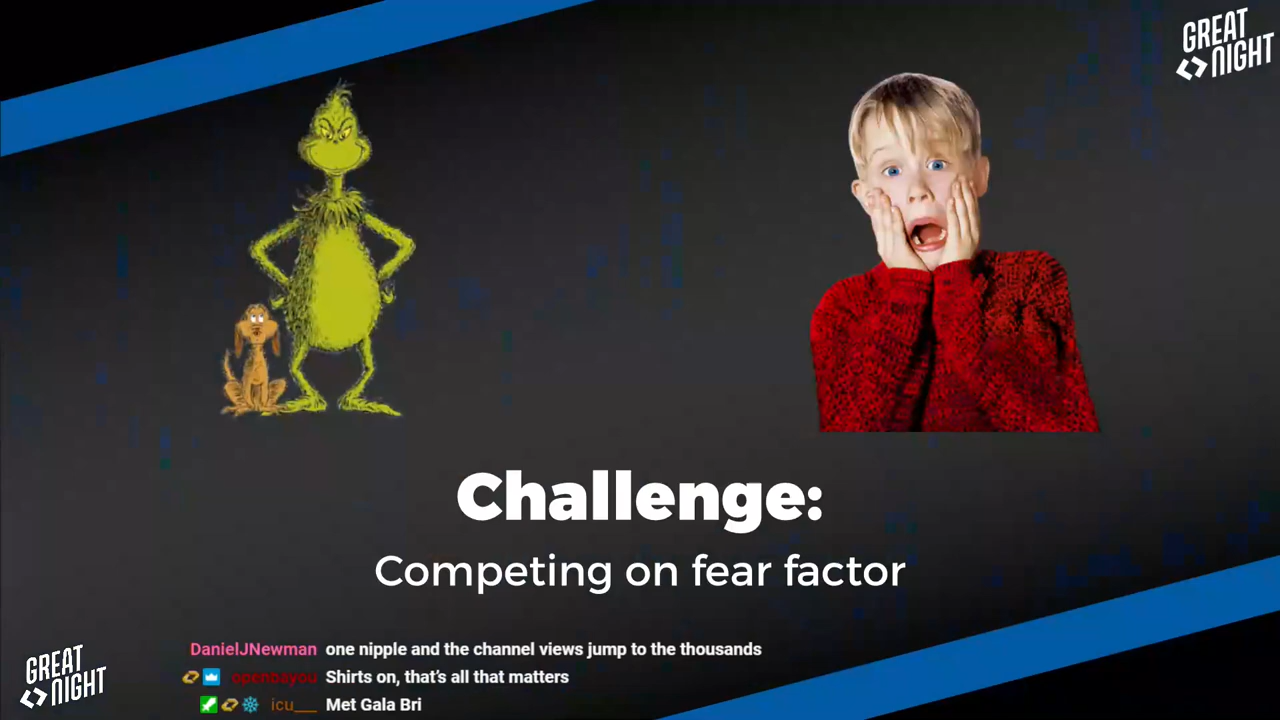 GREAT
NIGHT
Challenge:
Competing on fear factor
DanielJNewman one nipple and the channel views jump to the thousands
openbayou Shirts on, that's all that matters
icu___ Met Gala Bri
GREAT
NIGHT